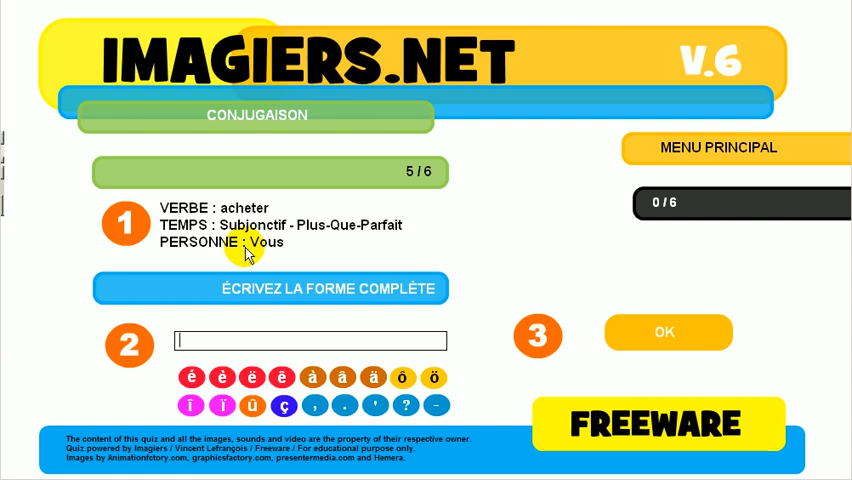 IMAGIERS.NET
V.6
CONJUGAISON
MENU PRINCIPAL
5 / 6
0 / 6
1
VERBE : acheter
TEMPS : Subjonctif - Plus-Que-Parfait
PERSONNE : Vous
ÉCRIVEZ LA FORME COMPLÈTE
2
3
OK
é è ë ê à â ä ô ö
î ï û ç , . ' ? -
FREEWARE
The content of this quiz and all the images, sounds and video are the property of their respective owner.
Quiz powered by Imagiers / Vincent Lefrançois / Freeware / For educational purpose only.
Images by Animationfctory.com, graphicsfactory.com, presentermedia.com and Hemera.